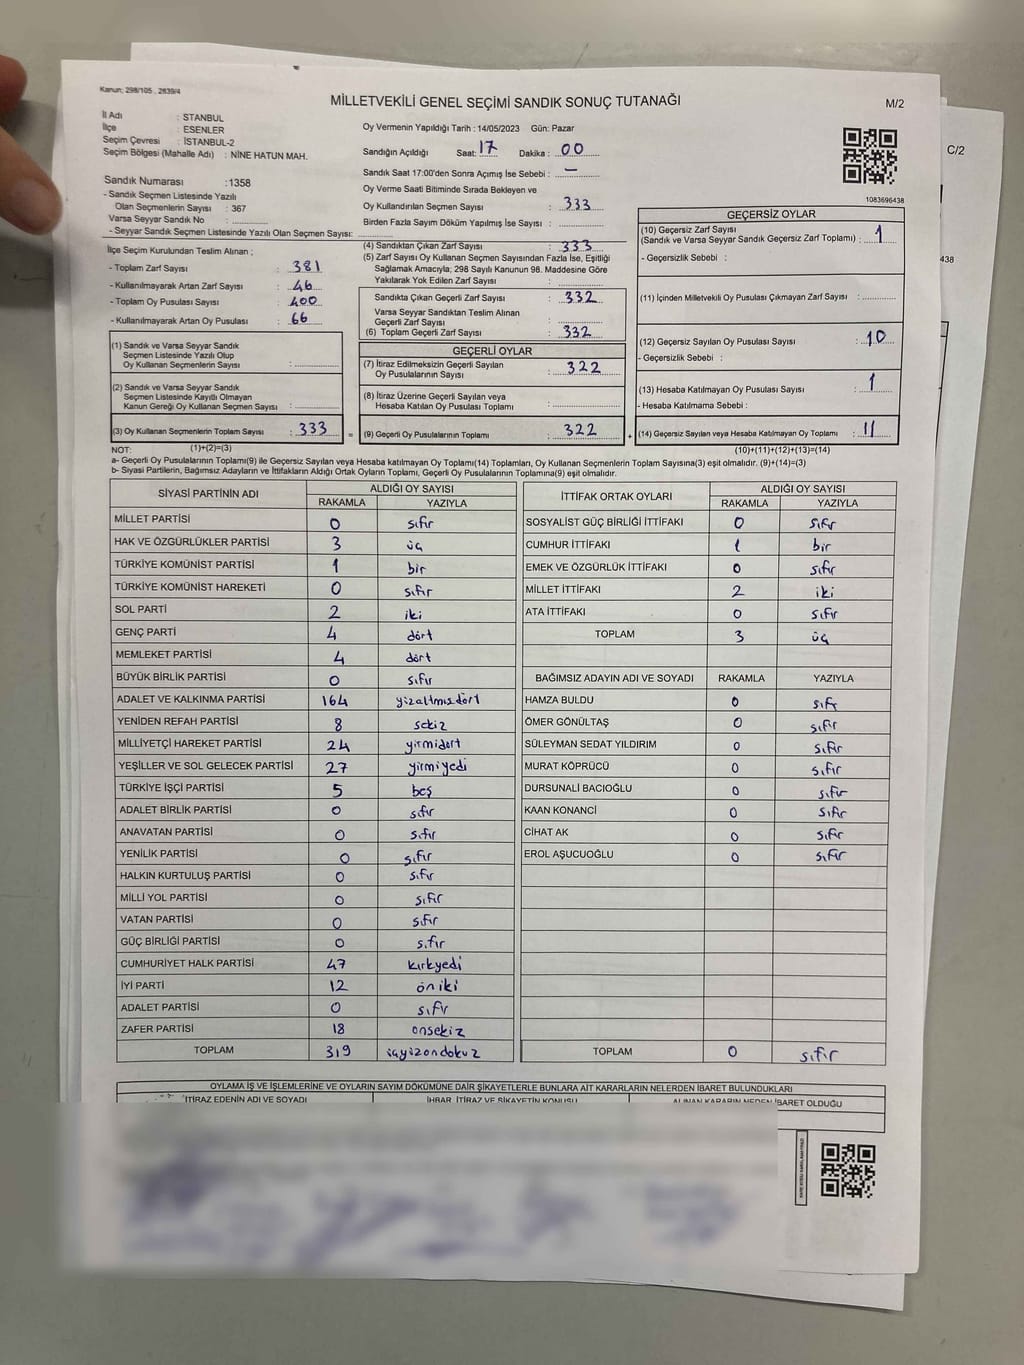 Kanun; 298/105 , 2839/4
MİLLETVEKİLİ GENEL SEÇİMİ SANDIK SONUÇ TUTANAĞI
M/2
C/2
İl Adı : STANBUL
İlçe : ESENLER
Seçim Çevresi : İSTANBUL-2
Seçim Bölgesi (Mahalle Adı) : NİNE HATUN MAH.
Oy Vermenin Yapıldığı Tarih : 14/05/2023 Gün: Pazar
Sandığın Açıldığı Saat: 17 Dakika : 00
Sandık Saat 17:00'den Sonra Açımış İse Sebebi : —
Sandık Numarası :1358
- Sandık Seçmen Listesinde Yazılı
Olan Seçmenlerin Sayısı : 367
Varsa Seyyar Sandık No :
- Seyyar Sandık Seçmen Listesinde Yazılı Olan Seçmen Sayısı:
Oy Verme Saati Bitiminde Sırada Bekleyen ve
Oy Kullandırılan Seçmen Sayısı : 333
Birden Fazla Sayım Döküm Yapılmış İse Sayısı :
1083696438
438
İlçe Seçim Kurulundan Teslim Alınan ;
- Toplam Zarf Sayısı : 381
- Kullanılmayarak Artan Zarf Sayısı : 46
- Toplam Oy Pusulası Sayısı : 400
- Kullanılmayarak Artan Oy Pusulası : 66
(4) Sandıktan Çıkan Zarf Sayısı : 333
(5) Zarf Sayısı Oy Kullanan Seçmen Sayısından Fazla İse, Eşitliği
Sağlamak Amacıyla; 298 Sayılı Kanunun 98. Maddesine Göre
Yakılarak Yok Edilen Zarf Sayısı :
Sandıkta Çıkan Geçerli Zarf Sayısı : 332
Varsa Seyyar Sandıktan Teslim Alınan
Geçerli Zarf Sayısı :
(6) Toplam Geçerli Zarf Sayısı : 332
GEÇERSİZ OYLAR
(10) Geçersiz Zarf Sayısı
(Sandık ve Varsa Seyyar Sandık Geçersiz Zarf Toplamı) : 1
- Geçersizlik Sebebi :
(11) İçinden Milletvekili Oy Pusulası Çıkmayan Zarf Sayısı :
(12) Geçersiz Sayılan Oy Pusulası Sayısı : 10
- Geçersizlik Sebebi :
(13) Hesaba Katılmayan Oy Pusulası Sayısı : 1
- Hesaba Katılmama Sebebi :
(14) Geçersiz Sayılan veya Hesaba Katılmayan Oy Toplamı : 11
(1) Sandık ve Varsa Seyyar Sandık
Seçmen Listesinde Yazılı Olup
Oy Kullanan Seçmenlerin Sayısı :
(2) Sandık ve Varsa Seyyar Sandık
Seçmen Listesinde Kayıtlı Olmayan
Kanun Gereği Oy Kullanan Seçmen Sayısı :
(3) Oy Kullanan Seçmenlerin Toplam Sayısı : 333
GEÇERLİ OYLAR
(7) İtiraz Edilmeksizin Geçerli Sayılan
Oy Pusulalarının Sayısı : 322
(8) İtiraz Üzerine Geçerli Sayılan veya
Hesaba Katılan Oy Pusulası Toplamı :
= (9) Geçerli Oy Pusulalarının Toplamı : 322 +
NOT: (1)+(2)=(3)
(10)+(11)+(12)+(13)=(14)
a- Geçerli Oy Pusulalarının Toplamı(9) ile Geçersiz Sayılan veya Hesaba katılmayan Oy Toplamı(14) Toplamları, Oy Kullanan Seçmenlerin Toplam Sayısına(3) eşit olmalıdır. (9)+(14)=(3)
b- Siyasi Partilerin, Bağımsız Adayların ve İttifakların Aldığı Ortak Oyların Toplamı, Geçerli Oy Pusulalarının Toplamına(9) eşit olmalıdır.
SİYASİ PARTİNİN ADI ALDIĞI OY SAYISI
RAKAMLA YAZIYLA
MİLLET PARTİSİ 0 sıfır
HAK VE ÖZGÜRLÜKLER PARTİSİ 3 üç
TÜRKİYE KOMÜNİST PARTİSİ 1 bir
TÜRKİYE KOMÜNİST HAREKETİ 0 sıfır
SOL PARTİ 2 iki
GENÇ PARTİ 4 dört
MEMLEKET PARTİSİ 4 dört
BÜYÜK BİRLİK PARTİSİ 0 sıfır
ADALET VE KALKINMA PARTİSİ 164 yüzaltmışdört
YENİDEN REFAH PARTİSİ 8 sekiz
MİLLİYETÇİ HAREKET PARTİSİ 24 yirmidört
YEŞİLLER VE SOL GELECEK PARTİSİ 27 yirmiyedi
TÜRKİYE İŞÇİ PARTİSİ 5 beş
ADALET BİRLİK PARTİSİ 0 sıfır
ANAVATAN PARTİSİ 0 sıfır
YENİLİK PARTİSİ 0 sıfır
HALKIN KURTULUŞ PARTİSİ 0 sıfır
MİLLİ YOL PARTİSİ 0 sıfır
VATAN PARTİSİ 0 sıfır
GÜÇ BİRLİĞİ PARTİSİ 0 sıfır
CUMHURİYET HALK PARTİSİ 47 kırkyedi
İYİ PARTİ 12 oniki
ADALET PARTİSİ 0 sıfır
ZAFER PARTİSİ 18 onsekiz
TOPLAM 319 üçyüzondokuz
İTTİFAK ORTAK OYLARI ALDIĞI OY SAYISI
RAKAMLA YAZIYLA
SOSYALİST GÜÇ BİRLİĞİ İTTİFAKI 0 sıfır
CUMHUR İTTİFAKI 1 bir
EMEK VE ÖZGÜRLÜK İTTİFAKI 0 sıfır
MİLLET İTTİFAKI 2 iki
ATA İTTİFAKI 0 sıfır
TOPLAM 3 üç
BAĞIMSIZ ADAYIN ADI VE SOYADI RAKAMLA YAZIYLA
HAMZA BULDU 0 sıfır
ÖMER GÖNÜLTAŞ 0 sıfır
SÜLEYMAN SEDAT YILDIRIM 0 sıfır
MURAT KÖPRÜCÜ 0 sıfır
DURSUNALİ BACIOĞLU 0 sıfır
KAAN KONANCİ 0 sıfır
CİHAT AK 0 sıfır
EROL AŞUCUOĞLU 0 sıfır
TOPLAM 0 sıfır
OYLAMA İŞ VE İŞLEMLERİNE VE OYLARIN SAYIM DÖKÜMÜNE DAİR ŞİKAYETLERLE BUNLARA AİT KARARLARIN NELERDEN İBARET BULUNDUKLARI
İTİRAZ EDENİN ADI VE SOYADI İHBAR, İTİRAZ VE ŞİKAYETİN KONUSU ALINAN KARARIN NEDEN İBARET OLDUĞU